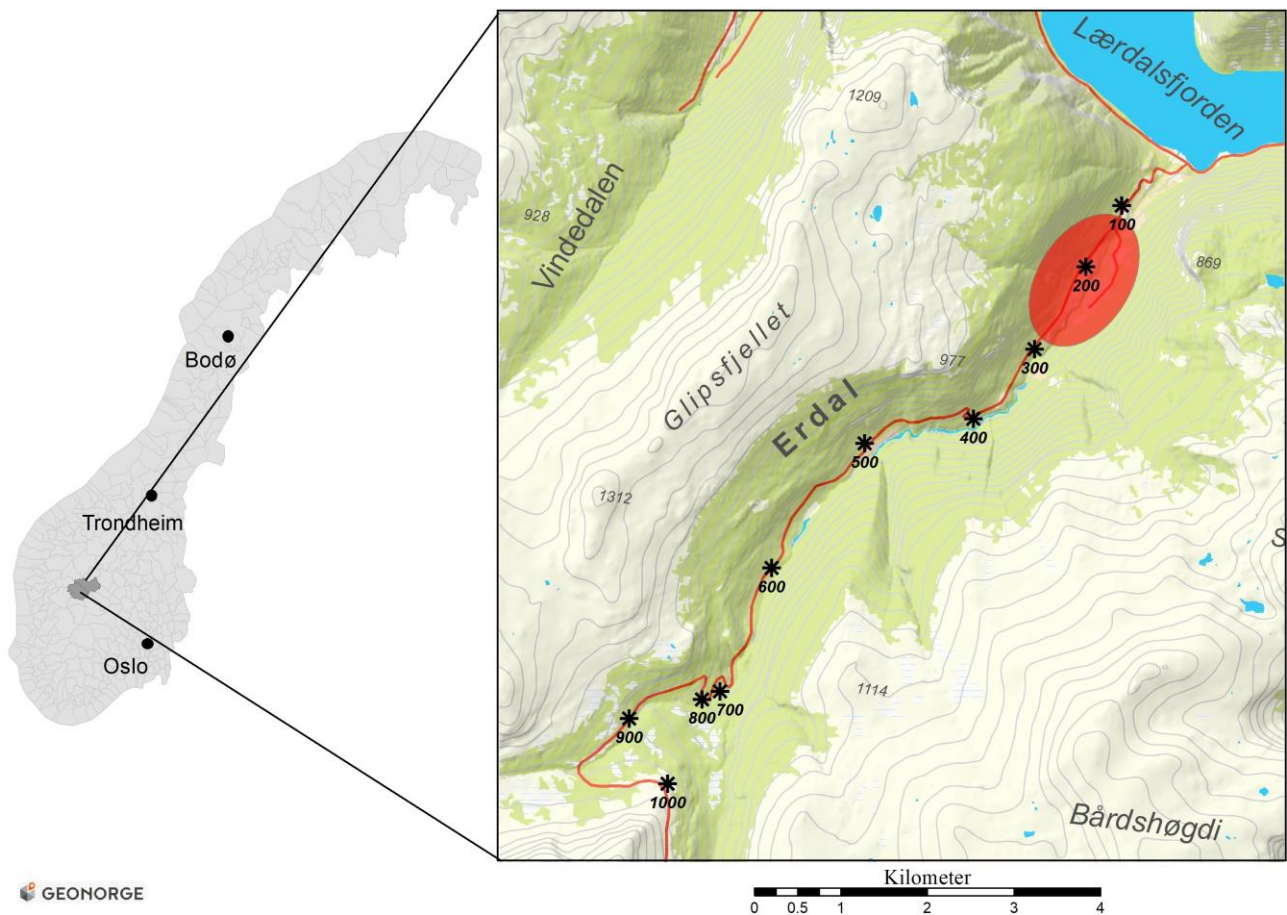 Bodø
Trondheim
Oslo
GEONORGE
Lærdalsfjorden
1209
Vindedalen
928
100
869
200
Glipsfjellet
977
300
Erdal
400
500
1312
600
1114
700
800
900
1000
Bårdshøgdi
S
Kilometer
0 0.5 1 2 3 4